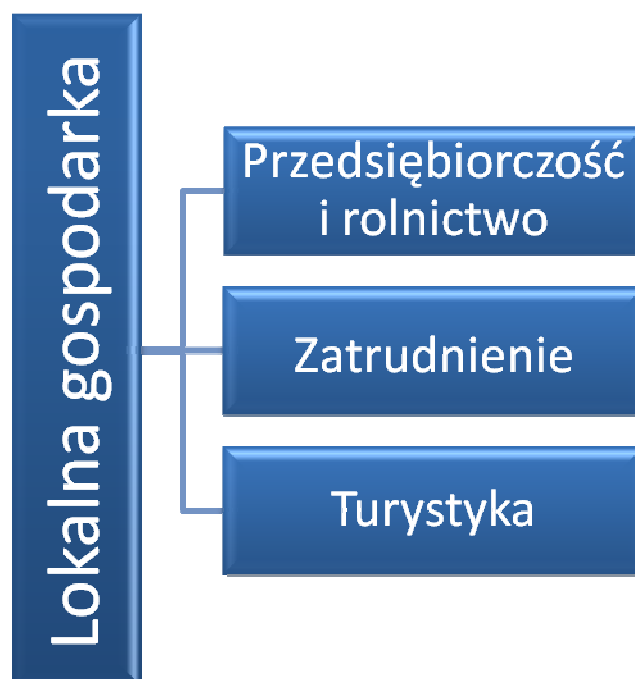 Lokalna gospodarka
Przedsiębiorczość
i rolnictwo
Zatrudnienie
Turystyka